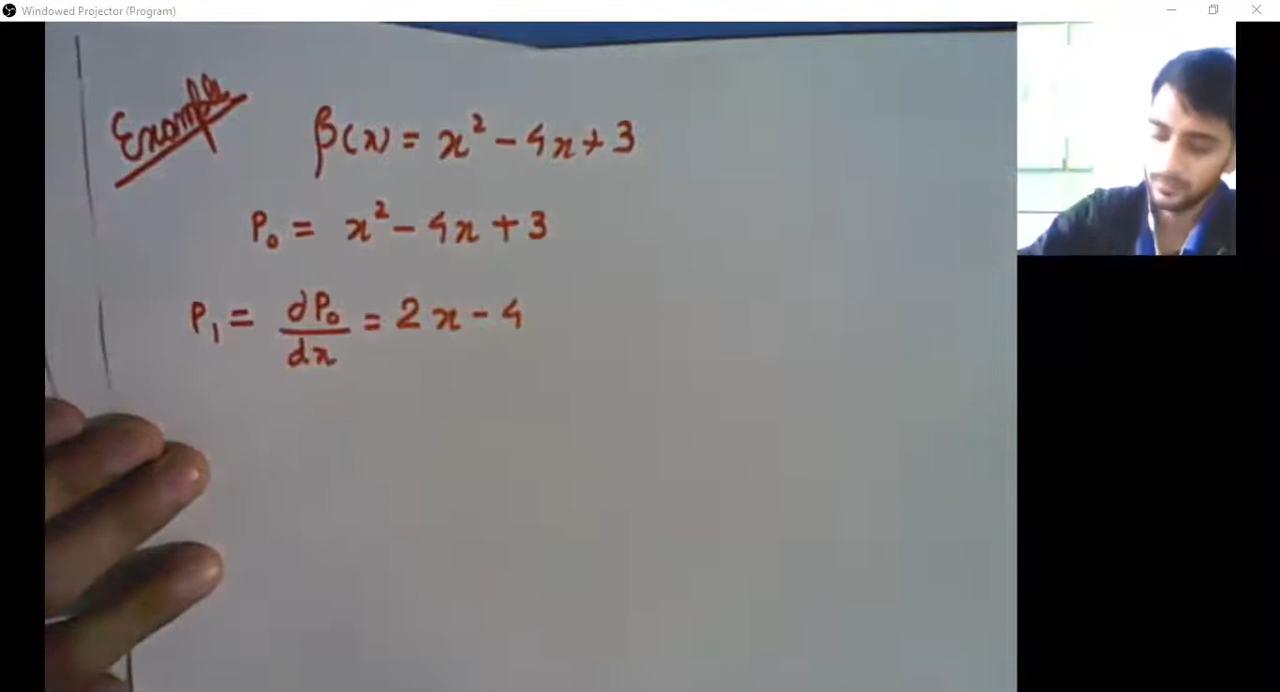 Windowed Projector (Program)
Example
β(x) = x² - 4x + 3
P₀ = x² - 4x + 3
P₁ = dP₀/dx = 2x - 4